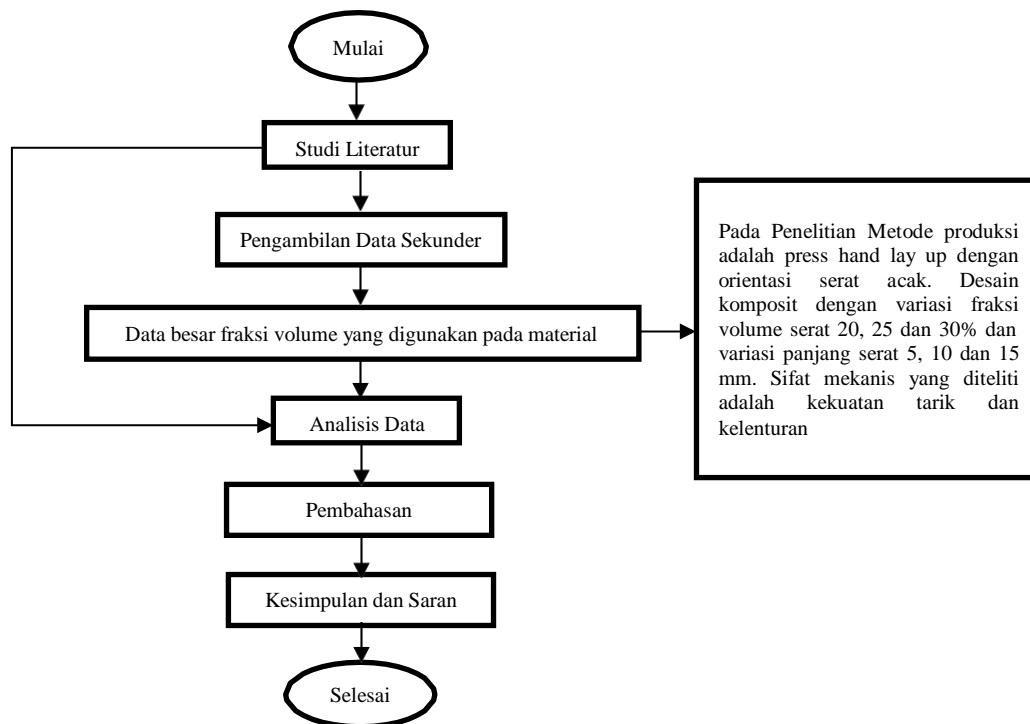 Mulai
Studi Literatur
Pengambilan Data Sekunder
Data besar fraksi volume yang digunakan pada material
Pada Penelitian Metode produksi
adalah press hand lay up dengan
orientasi serat acak. Desain
komposit dengan variasi fraksi
volume serat 20, 25 dan 30% dan
variasi panjang serat 5, 10 dan 15
mm. Sifat mekanis yang diteliti
adalah kekuatan tarik dan
kelenturan
Analisis Data
Pembahasan
Kesimpulan dan Saran
Selesai